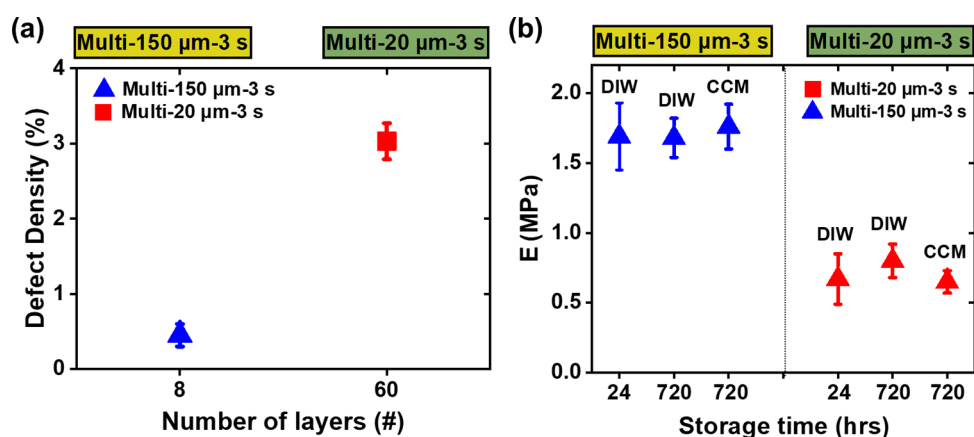 (a)
Multi-150 µm-3 s
Multi-20 µm-3 s
Multi-150 µm-3 s
Multi-20 µm-3 s
Defect Density (%)
4
3
2
1
0
8
60
Number of layers (#)
(b)
Multi-150 µm-3 s
Multi-20 µm-3 s
DIW
DIW
CCM
Multi-20 µm-3 s
Multi-150 µm-3 s
DIW
DIW
CCM
E (MPa)
2.0
1.5
1.0
0.5
0.0
24 720 720 24 720 720
Storage time (hrs)